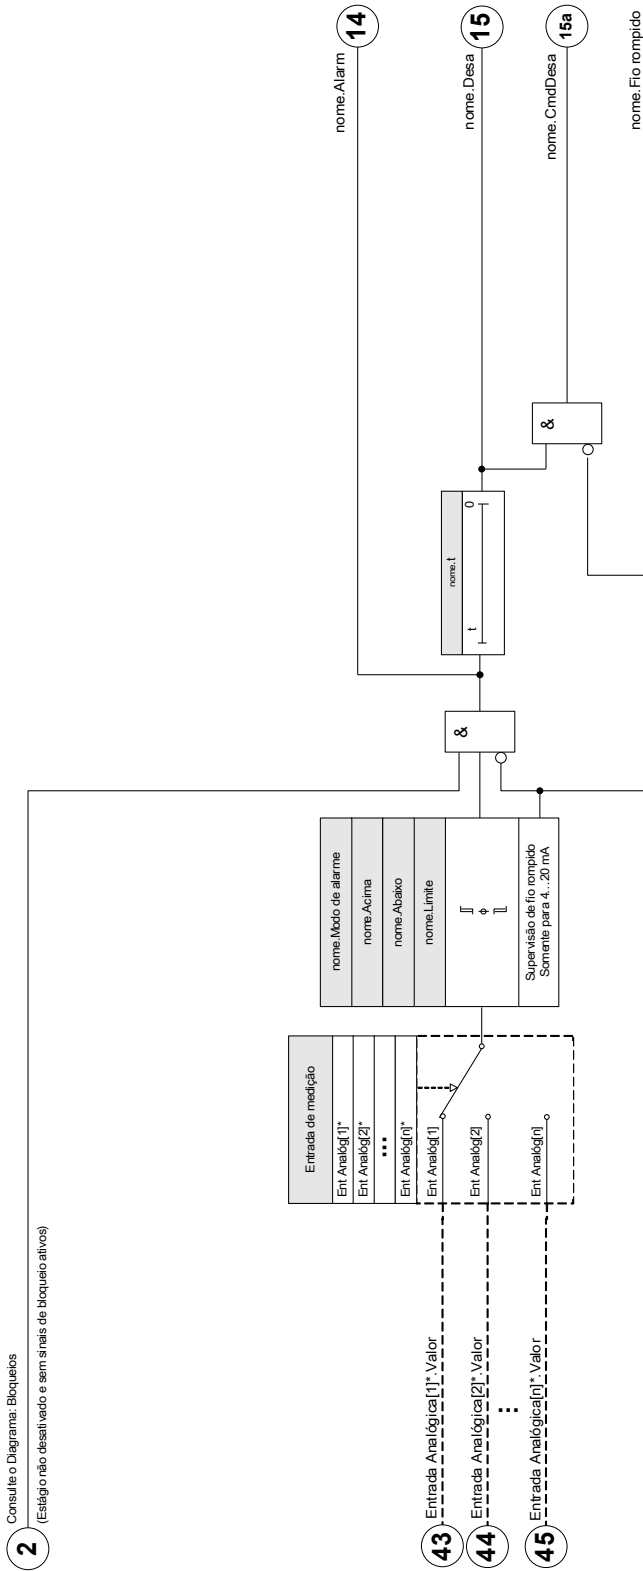 2
Consulte o Diagrama: Bloqueios
(Estágio não desativado e sem sinais de bloqueio ativos)
43
Entrada Analógica[1]*.Valor
44
Entrada Analógica[2]*.Valor
...
45
Entrada Analógica[n]*.Valor
Entrada de medição
Ent Analóg[1]*
Ent Analóg[2]*
...
Ent Analóg[n]*
Ent Analóg[1]
Ent Analóg[2]
Ent Analóg[n]
nome.Modo de alarme
nome.Acima
nome.Abaixo
nome.Limite
φ
Supervisão de fio rompido
Somente para 4...20 mA
&
nome.t
t
0
&
nome.Alarm
14
nome.Desa
15
nome.CmdDesa
15a
nome.Fio rompido